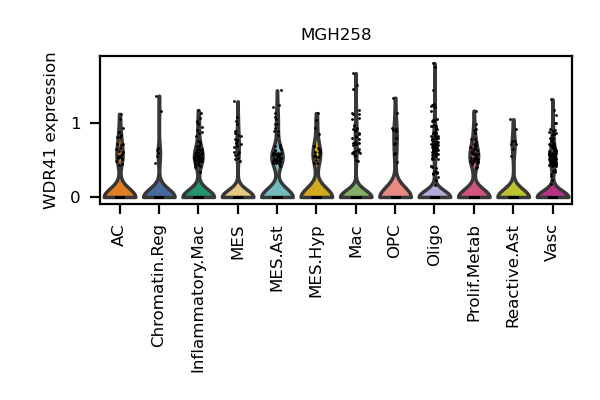 MGH258
WDR41 expression
1
0
AC
Chromatin.Reg
Inflammatory.Mac
MES
MES.Ast
MES.Hyp
Mac
OPC
Oligo
Prolif.Metab
Reactive.Ast
Vasc